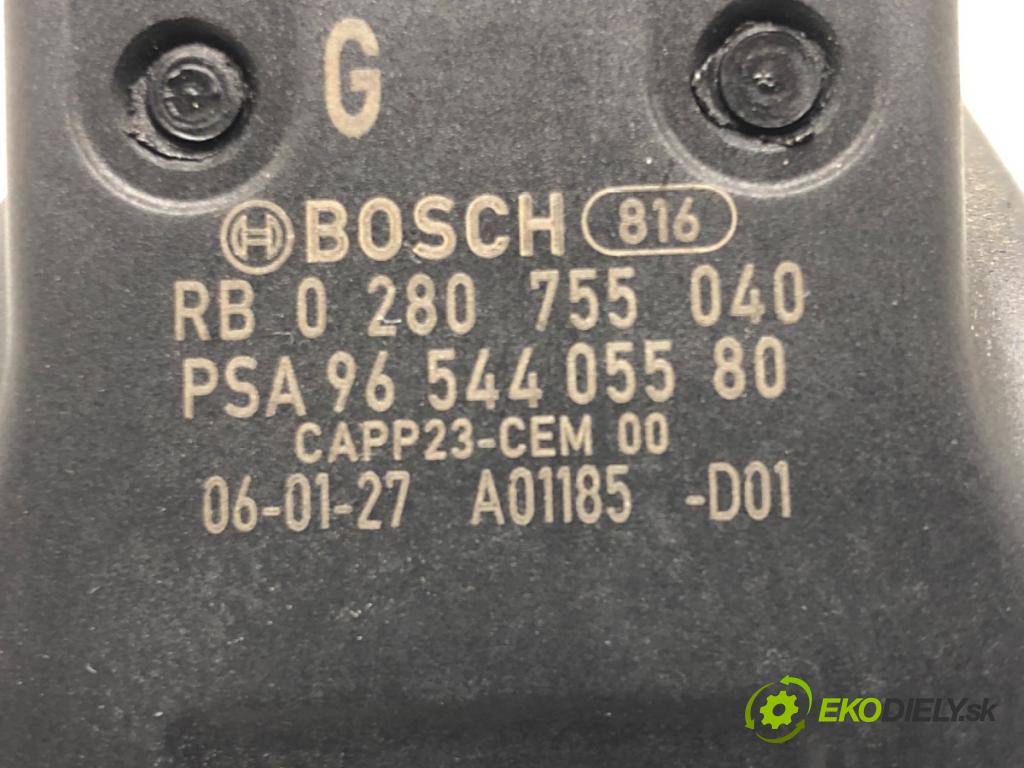 G
BOSCH 816
RB 0 280 755 040
PSA 96 544 055 80
CAPP23-CEM 00
06-01-27 A01185 -D01
EKODIELY.sk